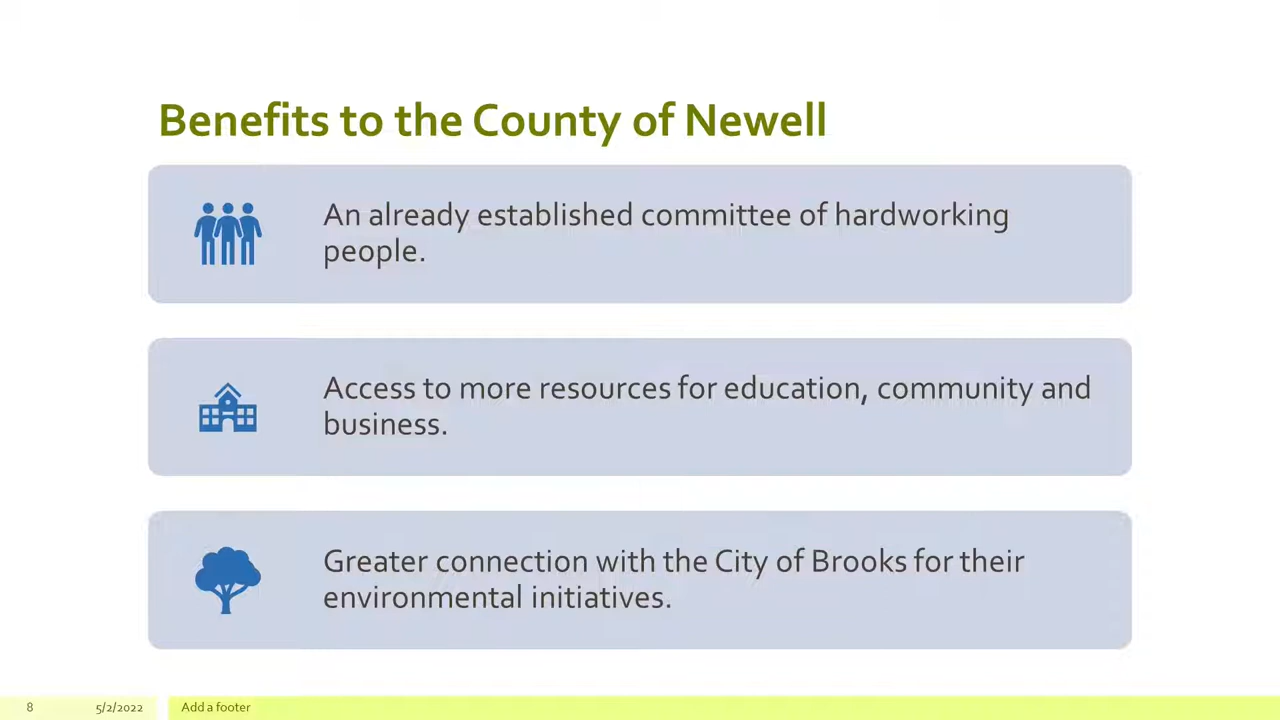 Benefits to the County of Newell
An already established committee of hardworking
people.
Access to more resources for education, community and
business.
Greater connection with the City of Brooks for their
environmental initiatives.
8 5/2/2022 Add a footer